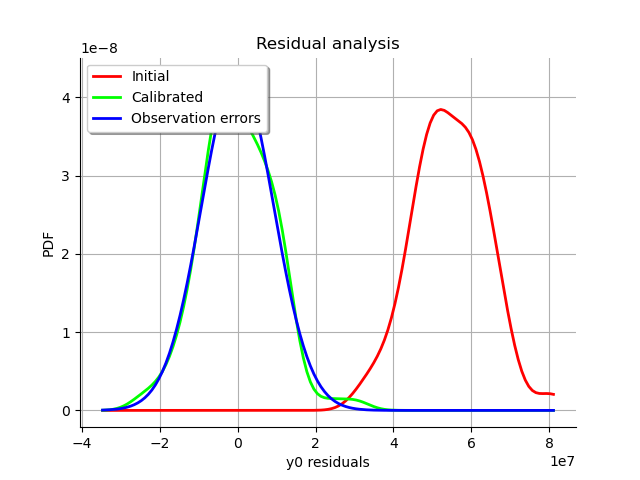 Residual analysis
1e−8
Initial
Calibrated
Observation errors
4
3
2
1
0
PDF
−4
−2
0
2
4
6
8
1e7
y0 residuals